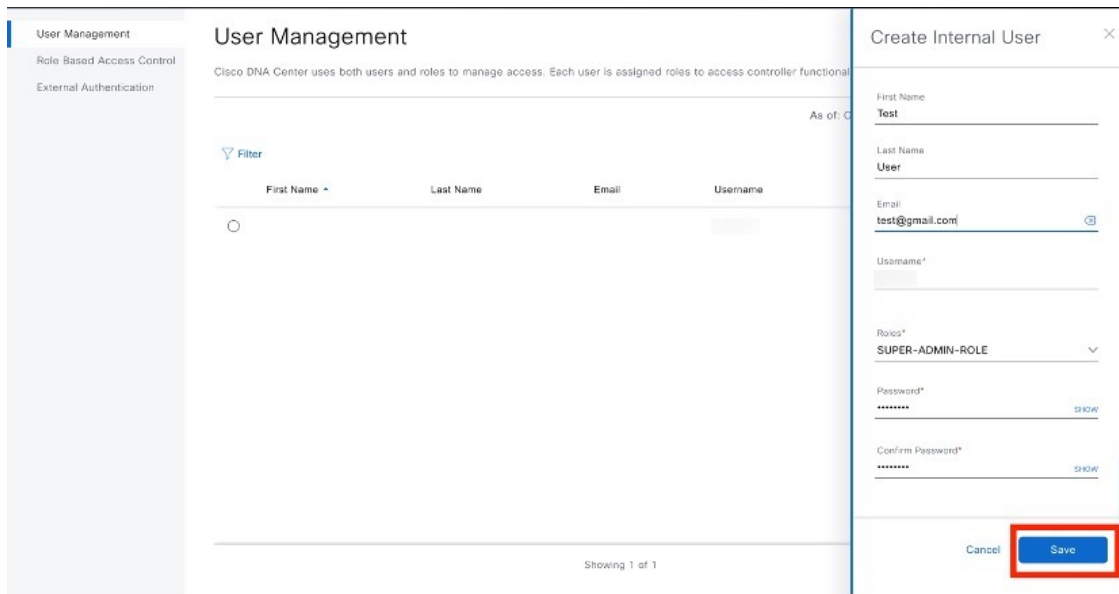 User Management
Role Based Access Control
External Authentication
User Management
Cisco DNA Center uses both users and roles to manage access. Each user is assigned roles to access controller functional
As of: O
Filter
First Name Last Name Email Username
Showing 1 of 1
Create Internal User
First Name
Test
Last Name
User
Email
test@gmail.com
Username*
Roles*
SUPER-ADMIN-ROLE
Password*
••••••••
SHOW
Confirm Password*
••••••••
SHOW
Cancel Save